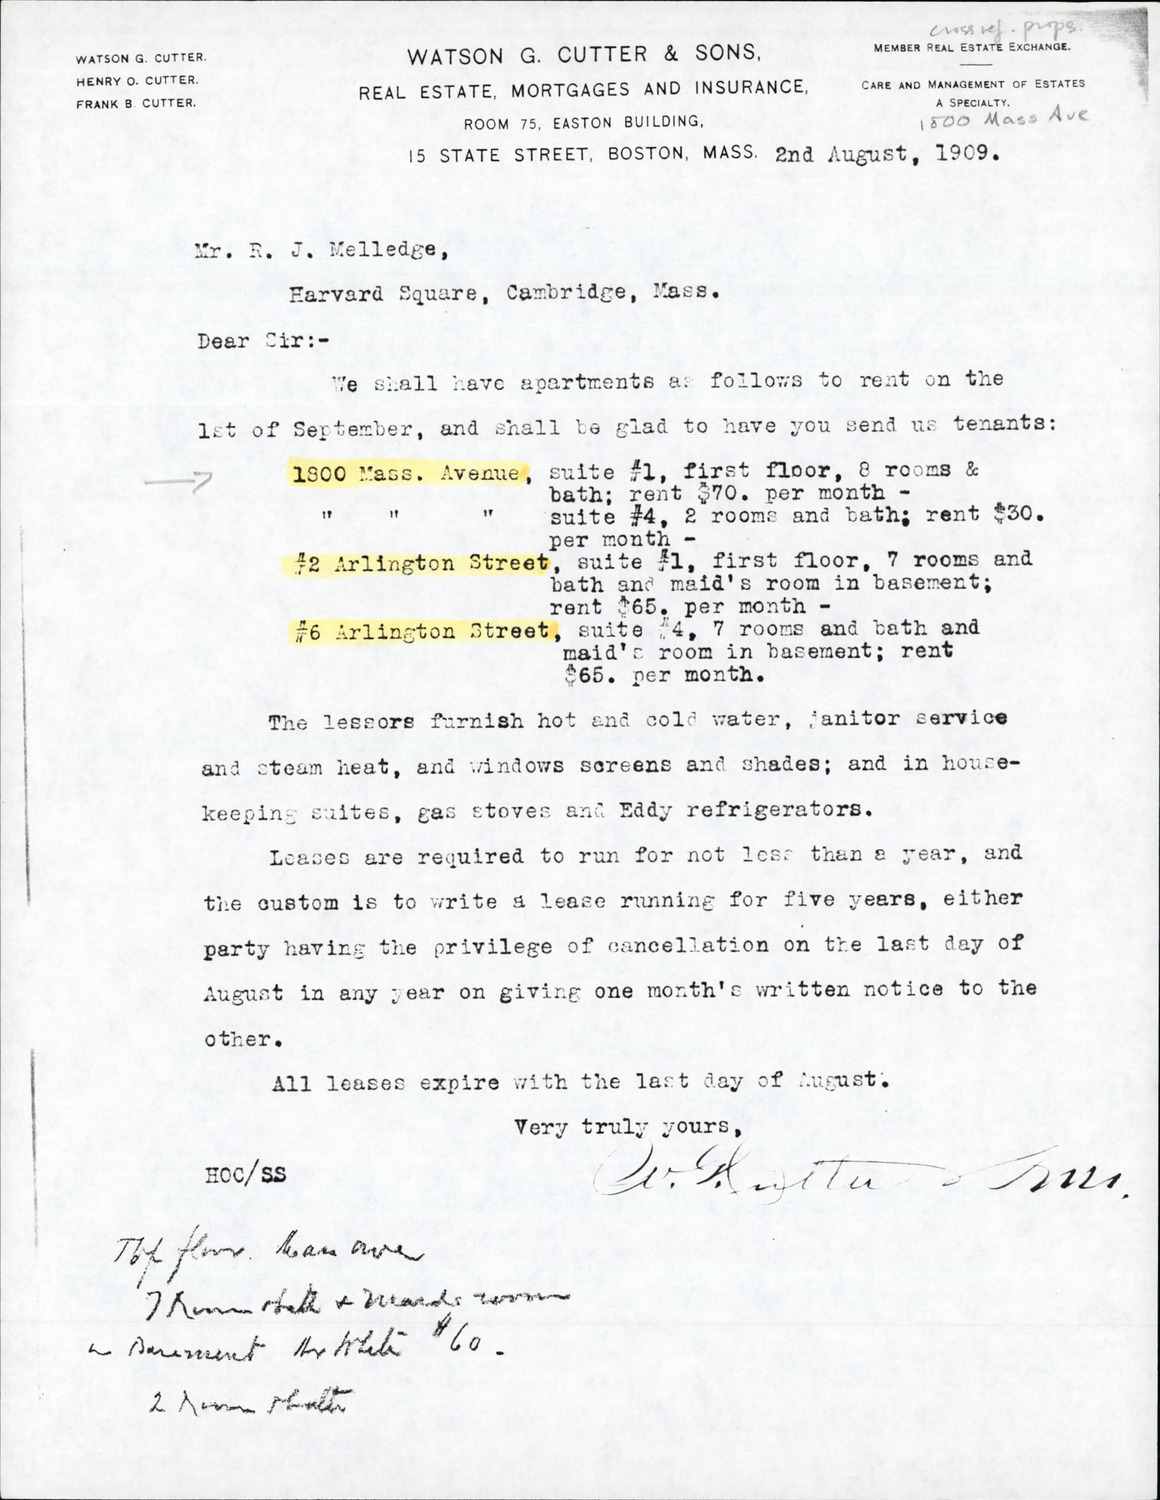 cross ref. props.
WATSON G. CUTTER.
HENRY O. CUTTER.
FRANK B. CUTTER.
WATSON G. CUTTER & SONS,
REAL ESTATE, MORTGAGES AND INSURANCE,
ROOM 75, EASTON BUILDING,
15 STATE STREET, BOSTON, MASS. 2nd August, 1909.
MEMBER REAL ESTATE EXCHANGE.
CARE AND MANAGEMENT OF ESTATES
A SPECIALTY.
1800 Mass Ave
Mr. R. J. Melledge,
Harvard Square, Cambridge, Mass.
Dear Sir:-
We shall have apartments as follows to rent on the
1st of September, and shall be glad to have you send us tenants:
1800 Mass. Avenue, suite #1, first floor, 8 rooms &
bath; rent $70. per month -
" " " suite #4, 2 rooms and bath; rent $30.
per month -
#2 Arlington Street, suite #1, first floor, 7 rooms and
bath and maid's room in basement;
rent $65. per month -
#6 Arlington Street, suite #4, 7 rooms and bath and
maid's room in basement; rent
$65. per month.
The lessors furnish hot and cold water, janitor service
and steam heat, and windows screens and shades; and in house-
keeping suites, gas stoves and Eddy refrigerators.
Leases are required to run for not less than a year, and
the custom is to write a lease running for five years, either
party having the privilege of cancellation on the last day of
August in any year on giving one month's written notice to the
other.
All leases expire with the last day of August.
Very truly yours,
HOC/SS
W. G. Cutter & Sons.
Top floor. Mass ave
7 Rooms bath & Maids room
in Basement $60.
2 Rooms